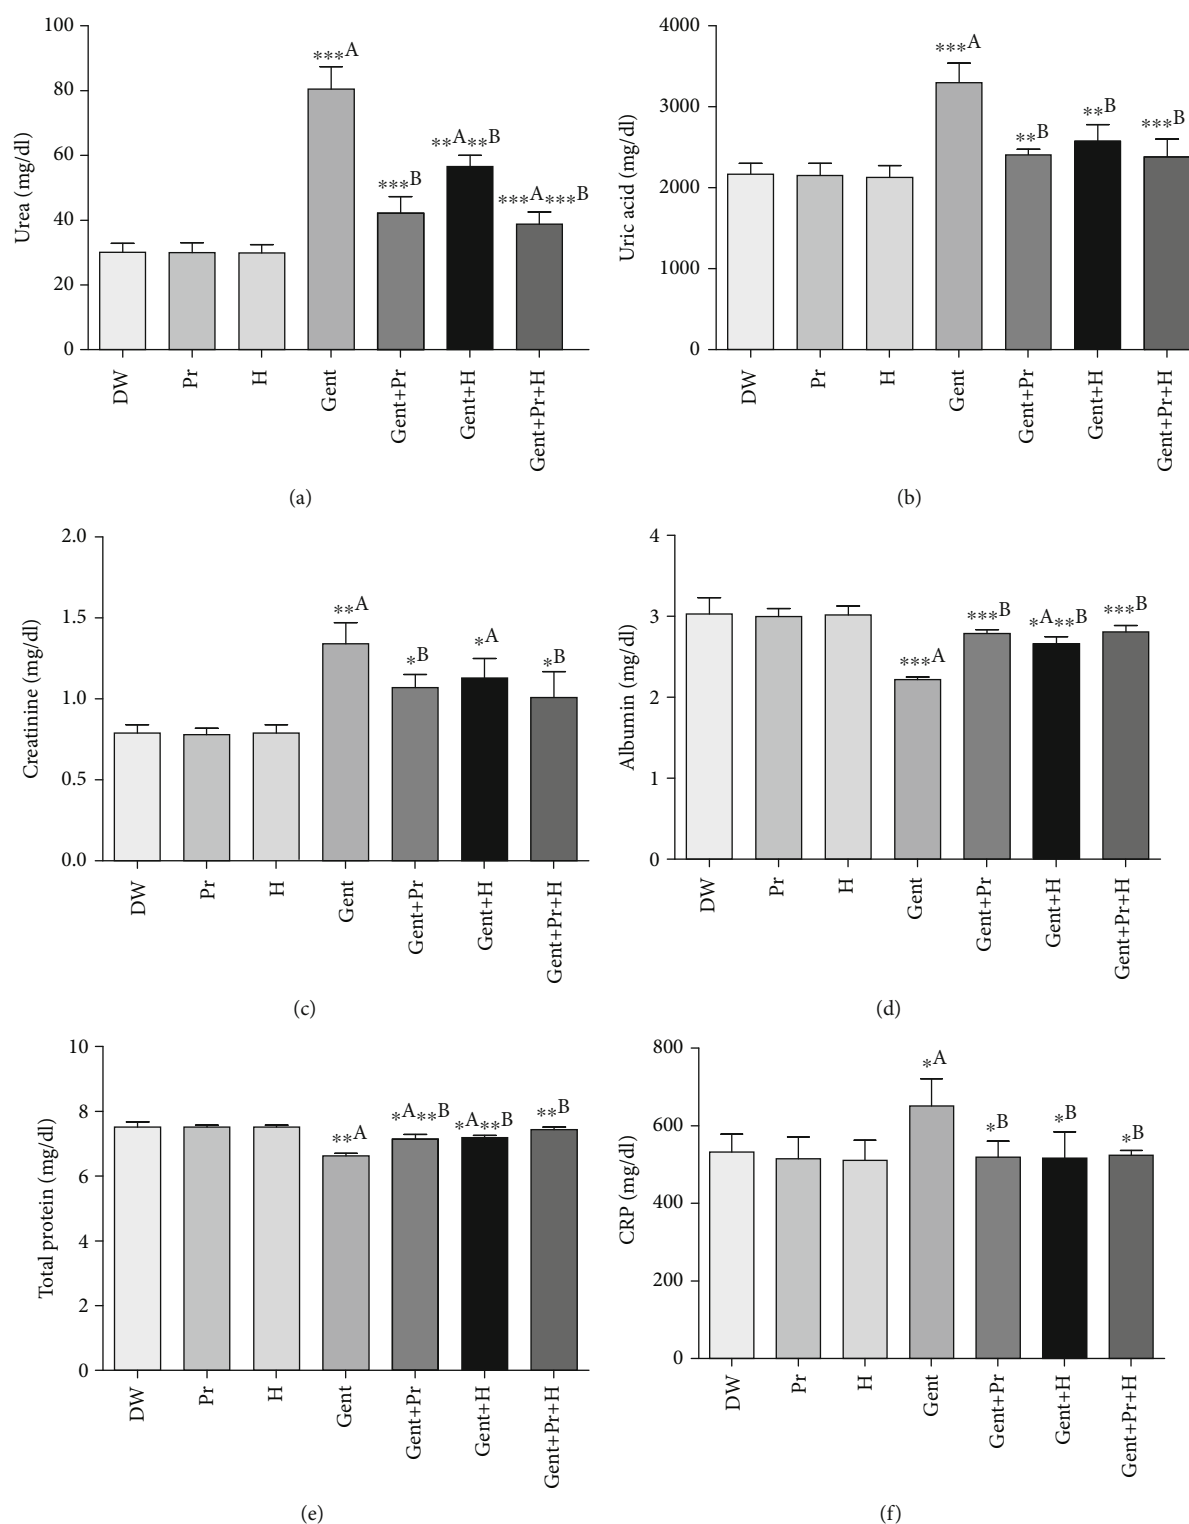 100
80
60
40
20
0
Urea (mg/dl)
***A
***B
**A**B
***A***B
DW
Pr
H
Gent
Gent+Pr
Gent+H
Gent+Pr+H
(a)
4000
3000
2000
1000
0
Uric acid (mg/dl)
***A
**B
**B
***B
DW
Pr
H
Gent
Gent+Pr
Gent+H
Gent+Pr+H
(b)
2.0
1.5
1.0
0.5
0.0
Creatinine (mg/dl)
**A
*B
*A
*B
DW
Pr
H
Gent
Gent+Pr
Gent+H
Gent+Pr+H
(c)
4
3
2
1
0
Albumin (mg/dl)
***A
***B
*A**B
***B
DW
Pr
H
Gent
Gent+Pr
Gent+H
Gent+Pr+H
(d)
10
8
6
4
2
0
Total protein (mg/dl)
**A
*A**B
*A**B
**B
DW
Pr
H
Gent
Gent+Pr
Gent+H
Gent+Pr+H
(e)
800
600
400
200
0
CRP (mg/dl)
*A
*B
*B
*B
DW
Pr
H
Gent
Gent+Pr
Gent+H
Gent+Pr+H
(f)